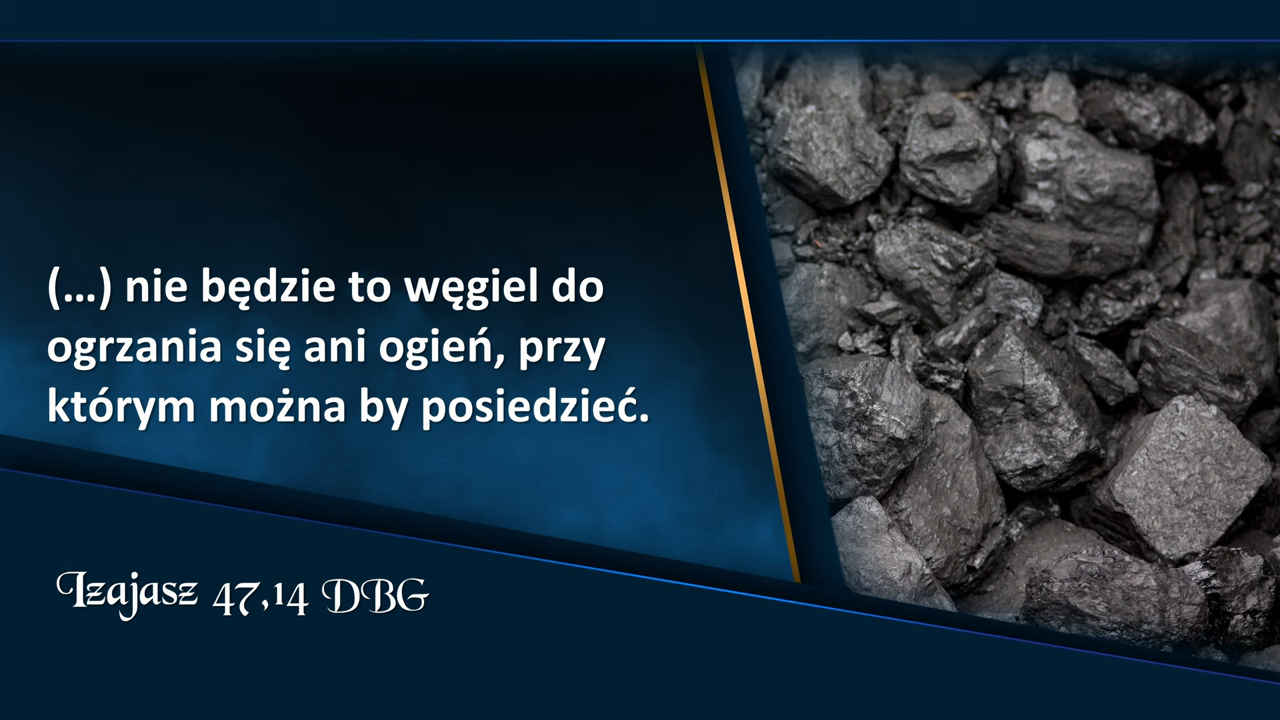 (…) nie będzie to węgiel do
ogrzania się ani ogień, przy
którym można by posiedzieć.
Izajasz 47,14 DBG